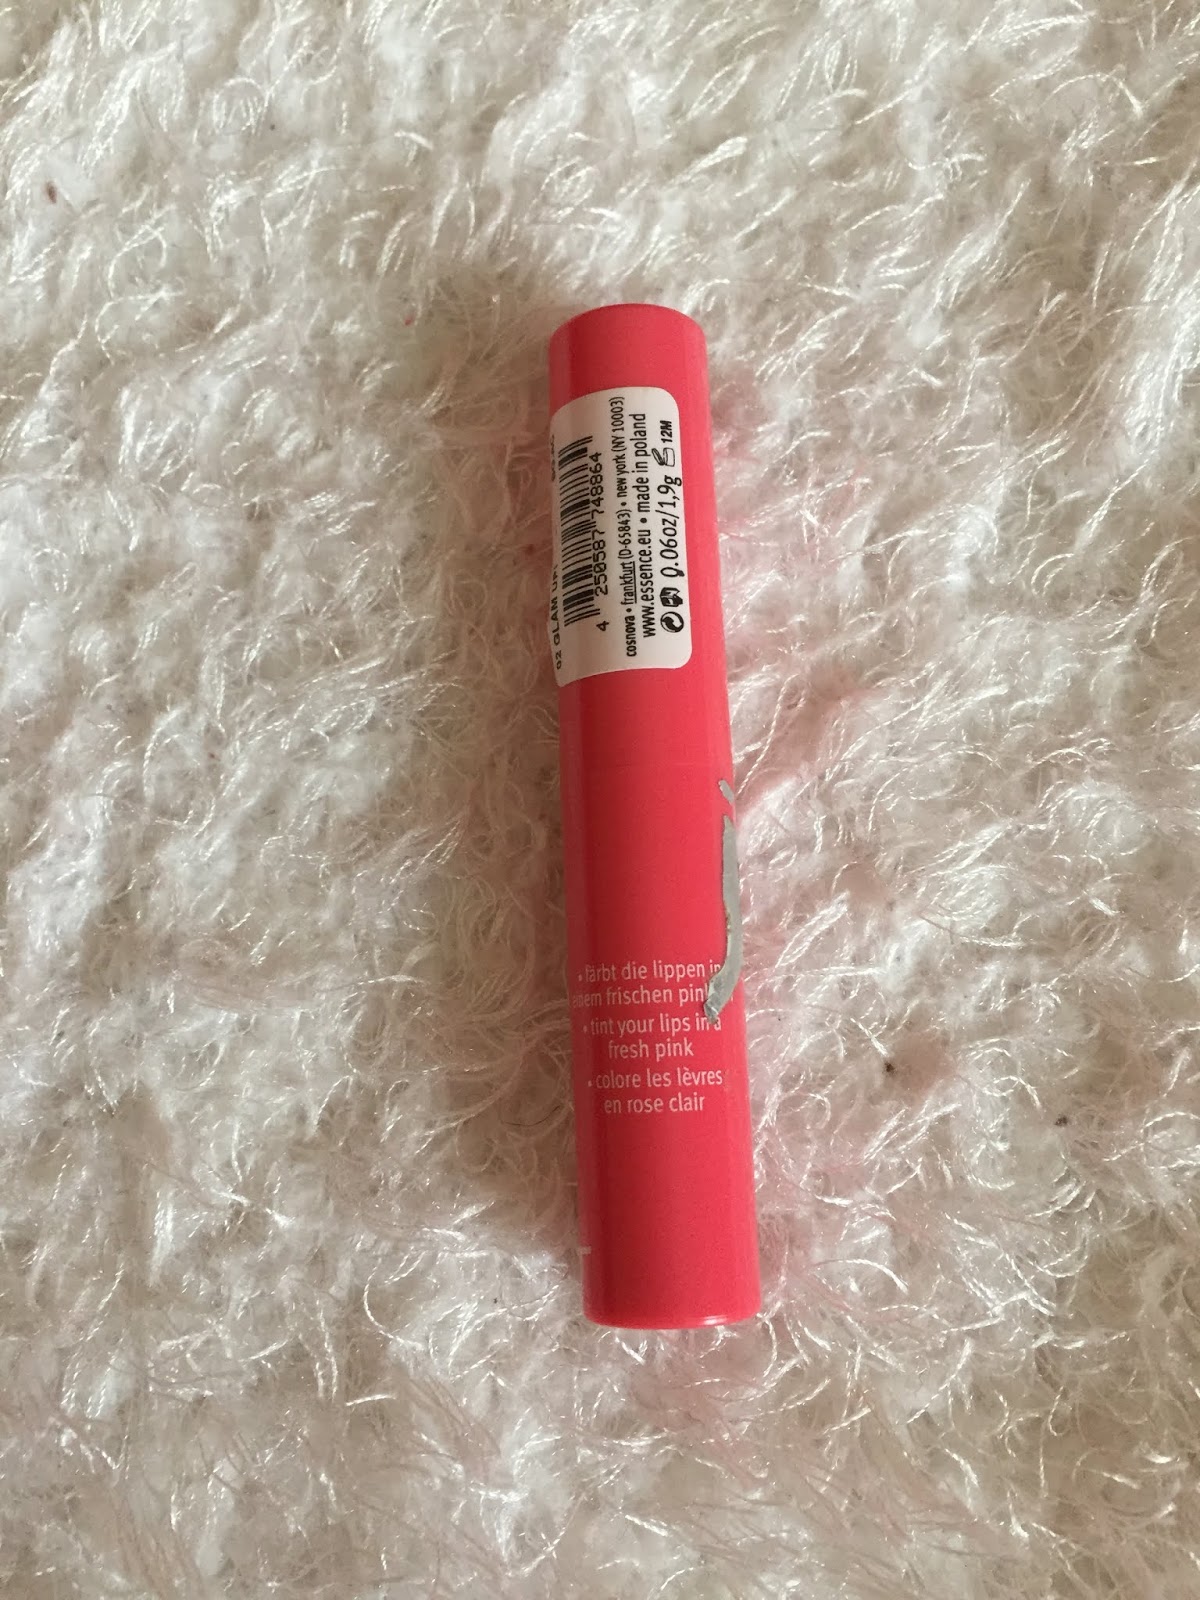 02 GLAM UP!
4 250587 748864
cosnova • frankfurt (D-65843) • new york (NY 10003)
www.essence.eu • made in poland
0.06oz/1,9g 12M
• färbt die lippen in
einem frischen
• tint your lips in a
fresh pink
• colore les lèvres
en rose clair